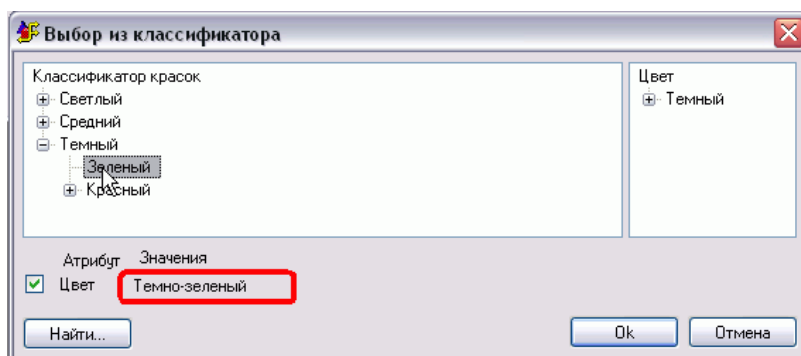 Выбор из классификатора
Классификатор красок
Светлый
Средний
Темный
Зеленый
Красный
Цвет
Темный
Атрибут Значения
Цвет Темно-зеленый
Найти... Ok Отмена